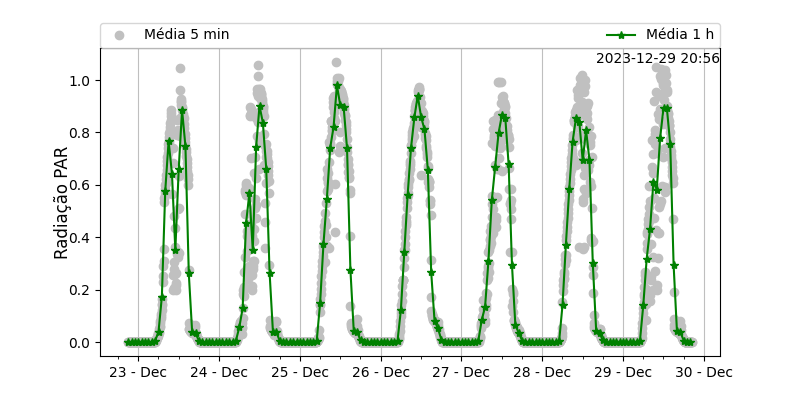 Média 5 min
Média 1 h
2023-12-29 20:56
Radiação PAR
1.0
0.8
0.6
0.4
0.2
0.0
23 - Dec
24 - Dec
25 - Dec
26 - Dec
27 - Dec
28 - Dec
29 - Dec
30 - Dec